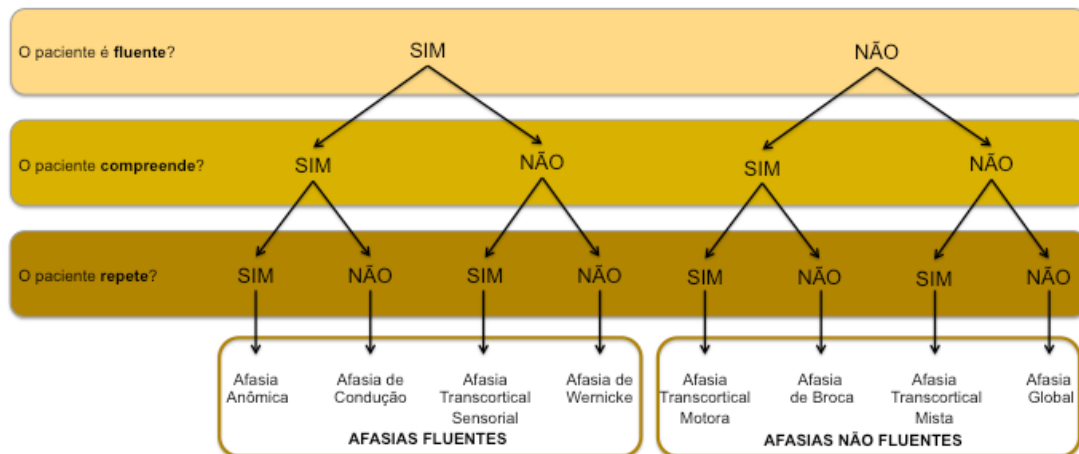 O paciente é fluente?
SIM
NÃO
O paciente compreende?
SIM
NÃO
SIM
NÃO
O paciente repete?
SIM
NÃO
SIM
NÃO
SIM
NÃO
SIM
NÃO
Afasia
Anômica
Afasia de
Condução
Afasia
Transcortical
Sensorial
Afasia de
Wernicke
AFASIAS FLUENTES
Afasia
Transcortical
Motora
Afasia
de Broca
Afasia
Transcortical
Mista
Afasia
Global
AFASIAS NÃO FLUENTES